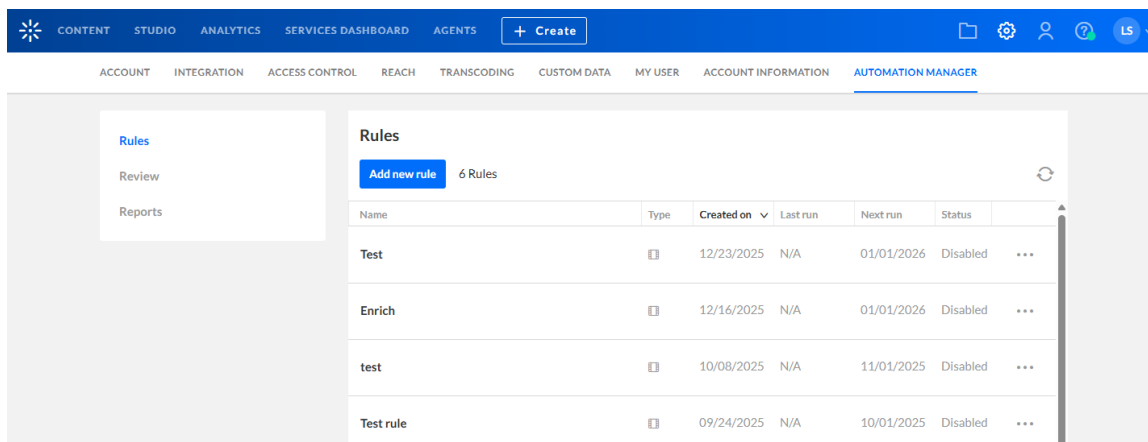 CONTENT STUDIO ANALYTICS SERVICES DASHBOARD AGENTS + Create ? LS
ACCOUNT INTEGRATION ACCESS CONTROL REACH TRANSCODING CUSTOM DATA MY USER ACCOUNT INFORMATION AUTOMATION MANAGER
Rules
Review
Reports
Rules
Add new rule 6 Rules
Name Type Created on Last run Next run Status
Test 12/23/2025 N/A 01/01/2026 Disabled
Enrich 12/16/2025 N/A 01/01/2026 Disabled
test 10/08/2025 N/A 11/01/2025 Disabled
Test rule 09/24/2025 N/A 10/01/2025 Disabled